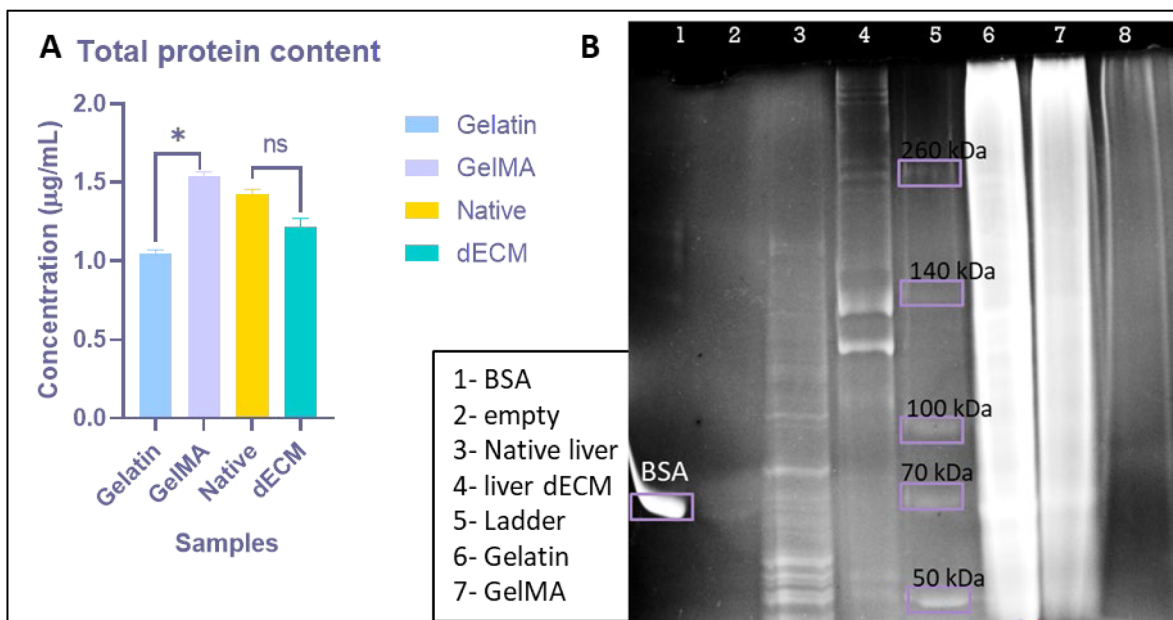 A Total protein content
2.0
1.5
1.0
0.5
0.0
Concentration (µg/mL)
*
ns
Gelatin
GelMA
Native
dECM
Gelatin
GelMA
Native
dECM
Samples
B
1 2 3 4 5 6 7 8
260 kDa
140 kDa
100 kDa
70 kDa
50 kDa
BSA
1- BSA
2- empty
3- Native liver
4- liver dECM
5- Ladder
6- Gelatin
7- GelMA